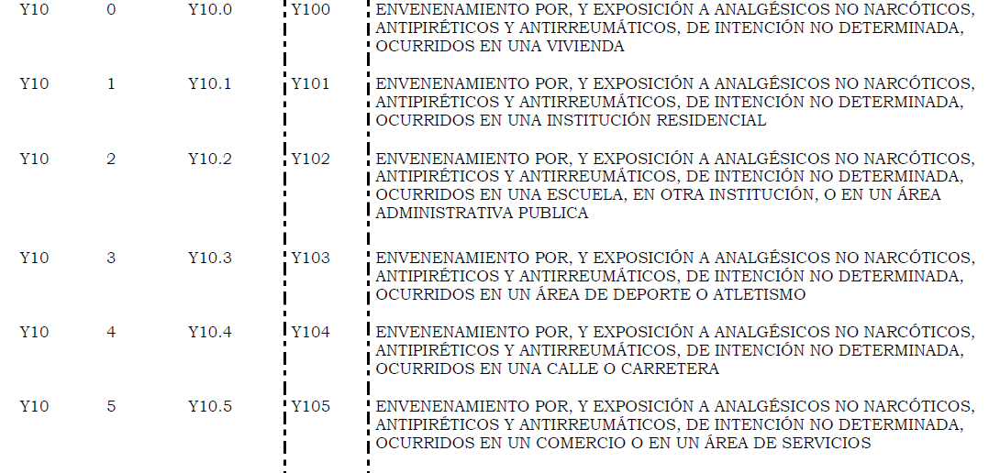 Y10 0 Y10.0 Y100 ENVENENAMIENTO POR, Y EXPOSICIÓN A ANALGÉSICOS NO NARCÓTICOS,
ANTIPIRÉTICOS Y ANTIRREUMÁTICOS, DE INTENCIÓN NO DETERMINADA,
OCURRIDOS EN UNA VIVIENDA
Y10 1 Y10.1 Y101 ENVENENAMIENTO POR, Y EXPOSICIÓN A ANALGÉSICOS NO NARCÓTICOS,
ANTIPIRÉTICOS Y ANTIRREUMÁTICOS, DE INTENCIÓN NO DETERMINADA,
OCURRIDOS EN UNA INSTITUCIÓN RESIDENCIAL
Y10 2 Y10.2 Y102 ENVENENAMIENTO POR, Y EXPOSICIÓN A ANALGÉSICOS NO NARCÓTICOS,
ANTIPIRÉTICOS Y ANTIRREUMÁTICOS, DE INTENCIÓN NO DETERMINADA,
OCURRIDOS EN UNA ESCUELA, EN OTRA INSTITUCIÓN, O EN UN ÁREA
ADMINISTRATIVA PUBLICA
Y10 3 Y10.3 Y103 ENVENENAMIENTO POR, Y EXPOSICIÓN A ANALGÉSICOS NO NARCÓTICOS,
ANTIPIRÉTICOS Y ANTIRREUMÁTICOS, DE INTENCIÓN NO DETERMINADA,
OCURRIDOS EN UN ÁREA DE DEPORTE O ATLETISMO
Y10 4 Y10.4 Y104 ENVENENAMIENTO POR, Y EXPOSICIÓN A ANALGÉSICOS NO NARCÓTICOS,
ANTIPIRÉTICOS Y ANTIRREUMÁTICOS, DE INTENCIÓN NO DETERMINADA,
OCURRIDOS EN UNA CALLE O CARRETERA
Y10 5 Y10.5 Y105 ENVENENAMIENTO POR, Y EXPOSICIÓN A ANALGÉSICOS NO NARCÓTICOS,
ANTIPIRÉTICOS Y ANTIRREUMÁTICOS, DE INTENCIÓN NO DETERMINADA,
OCURRIDOS EN UN COMERCIO O EN UN ÁREA DE SERVICIOS